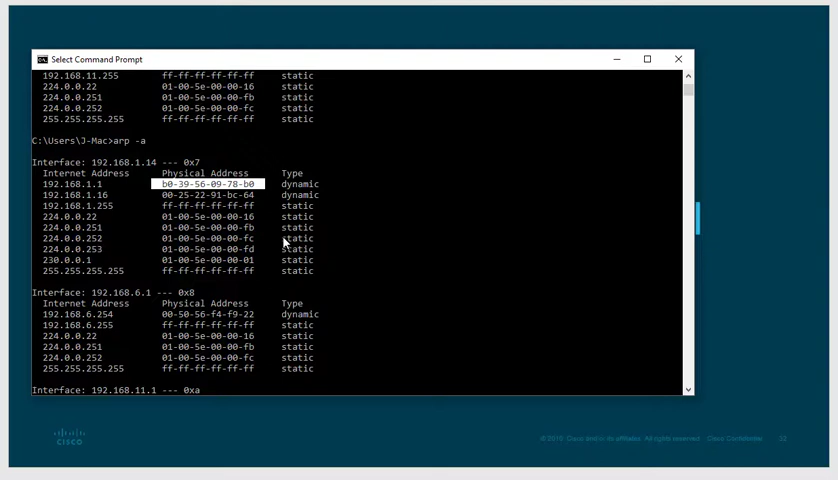 Select Command Prompt
192.168.11.255 ff-ff-ff-ff-ff-ff static
224.0.0.22 01-00-5e-00-00-16 static
224.0.0.251 01-00-5e-00-00-fb static
224.0.0.252 01-00-5e-00-00-fc static
255.255.255.255 ff-ff-ff-ff-ff-ff static
C:\Users\J-Mac>arp -a
Interface: 192.168.1.14 --- 0x7
Internet Address Physical Address Type
192.168.1.1 b0-39-56-09-78-b0 dynamic
192.168.1.16 00-25-22-91-bc-64 dynamic
192.168.1.255 ff-ff-ff-ff-ff-ff static
224.0.0.22 01-00-5e-00-00-16 static
224.0.0.251 01-00-5e-00-00-fb static
224.0.0.252 01-00-5e-00-00-fc static
224.0.0.253 01-00-5e-00-00-fd static
230.0.0.1 01-00-5e-00-00-01 static
255.255.255.255 ff-ff-ff-ff-ff-ff static
Interface: 192.168.6.1 --- 0x8
Internet Address Physical Address Type
192.168.6.254 00-50-56-f4-f9-22 dynamic
192.168.6.255 ff-ff-ff-ff-ff-ff static
224.0.0.22 01-00-5e-00-00-16 static
224.0.0.251 01-00-5e-00-00-fb static
224.0.0.252 01-00-5e-00-00-fc static
255.255.255.255 ff-ff-ff-ff-ff-ff static
Interface: 192.168.11.1 --- 0xa
CISCO
Cisco and/or its affiliates. All rights reserved. Cisco Confidential